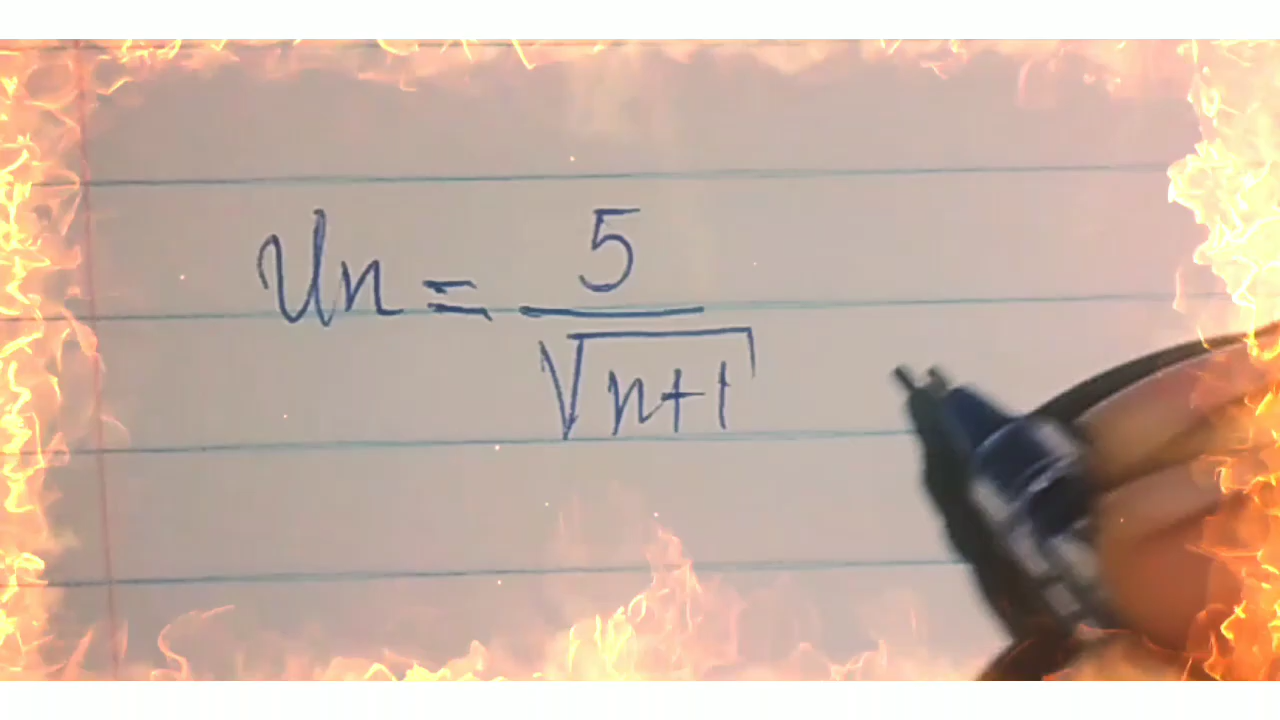 Un = 5/√(n+1)